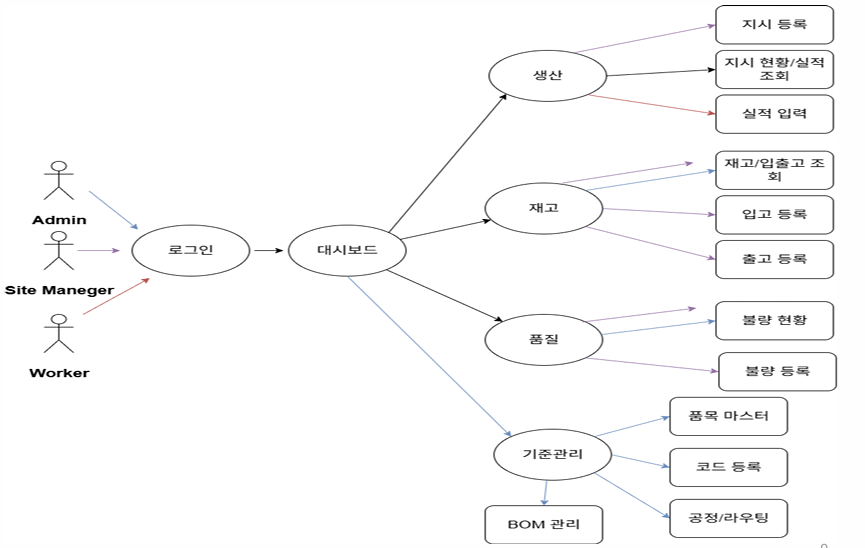 Admin
Site Maneger
Worker
로그인
대시보드
생산
지시 등록
지시 현황/실적
조회
실적 입력
재고
재고/입출고 조
회
입고 등록
출고 등록
품질
불량 현황
불량 등록
기준관리
품목 마스터
코드 등록
공정/라우팅
BOM 관리